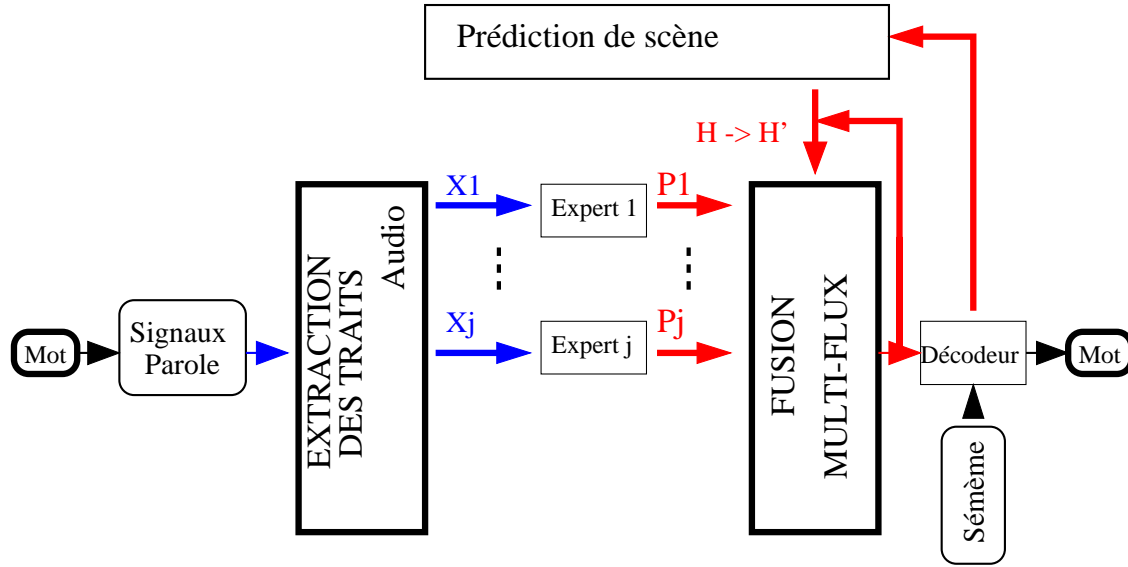 Prédiction de scène
H -> H’
X1
Expert 1
P1
EXTRACTION
DES TRAITS
Audio
Xj
Expert j
Pj
FUSION
MULTI-FLUX
Mot
Signaux
Parole
Décodeur
Mot
Sémème